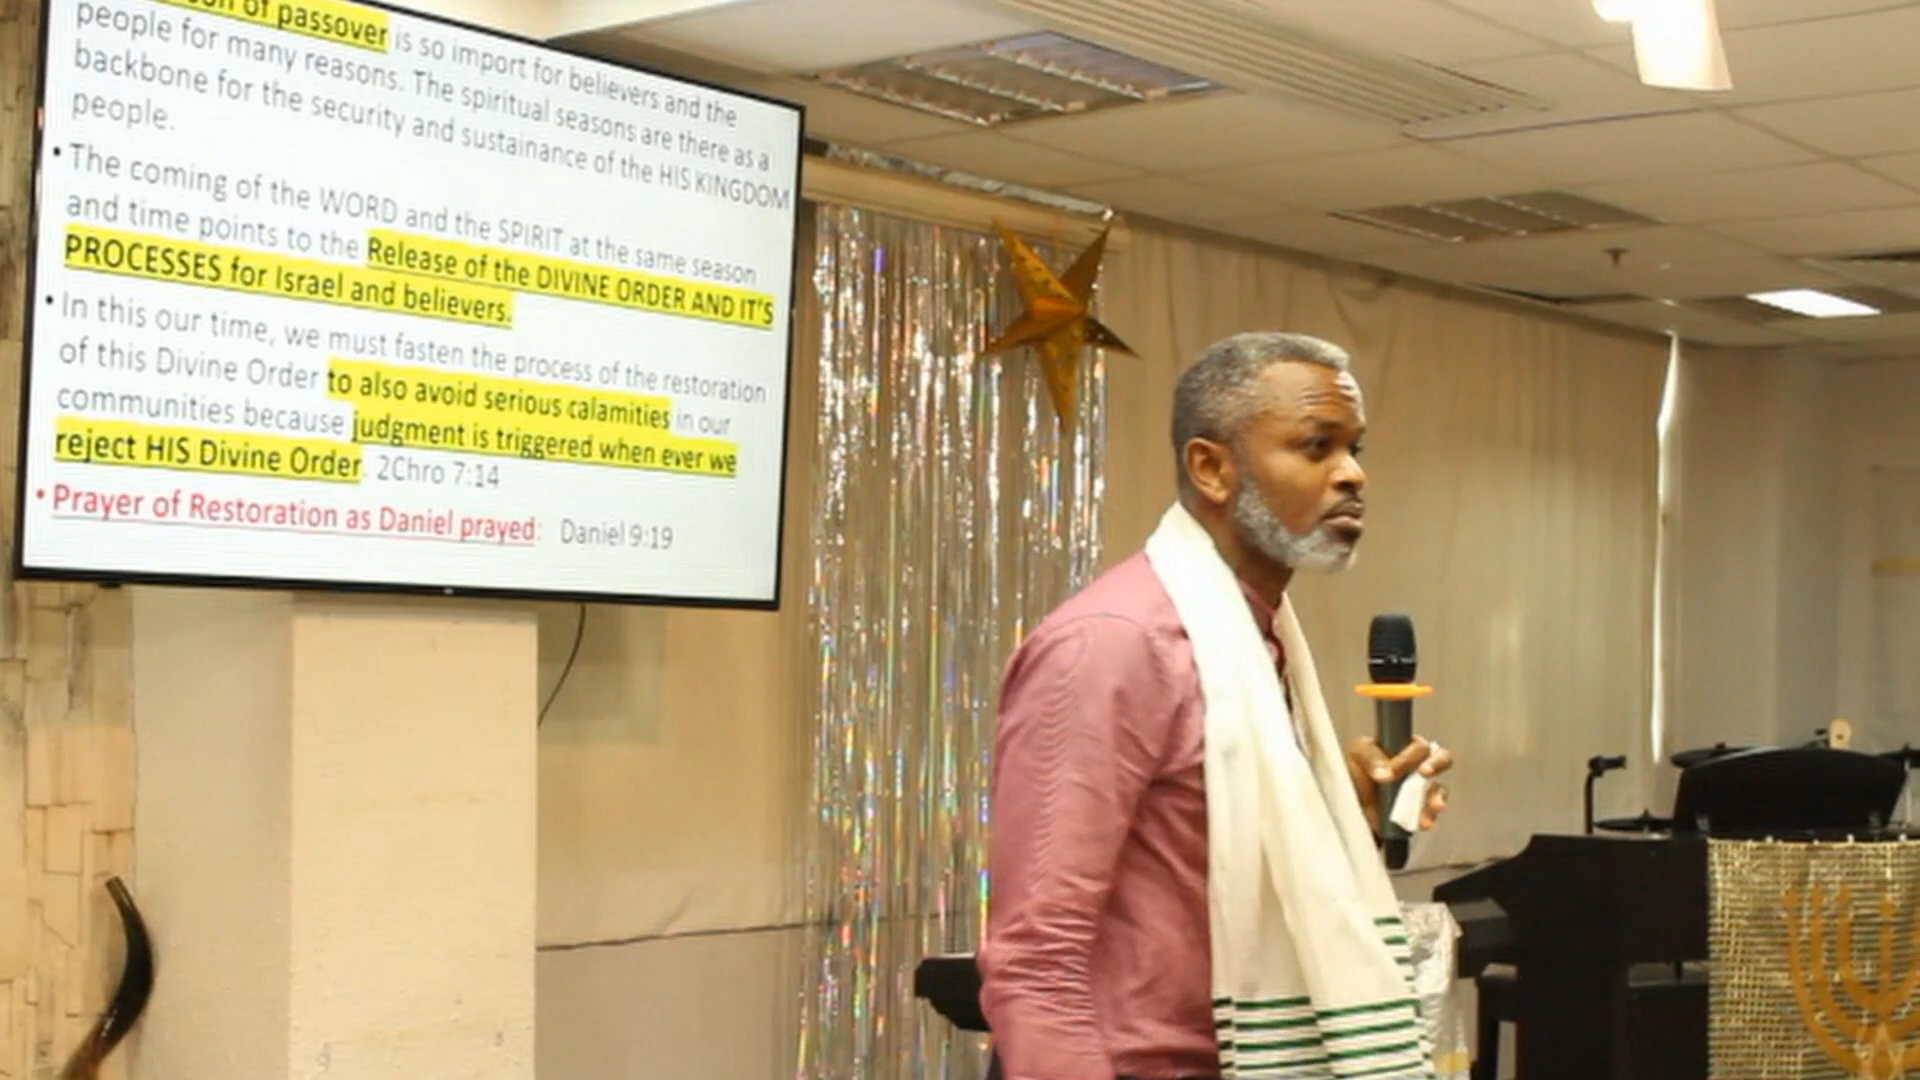 of passover is so import for believers and the
people for many reasons. The spiritual seasons are there as a
backbone for the security and sustainance of the HIS KINGDOM
people.
• The coming of the WORD and the SPIRIT at the same season
and time points to the Release of the DIVINE ORDER AND IT'S
PROCESSES for Israel and believers.
• In this our time, we must fasten the process of the restoration
of this Divine Order to also avoid serious calamities in our
communities because judgment is triggered when ever we
reject HIS Divine Order. 2Chro 7:14
• Prayer of Restoration as Daniel prayed: Daniel 9:19